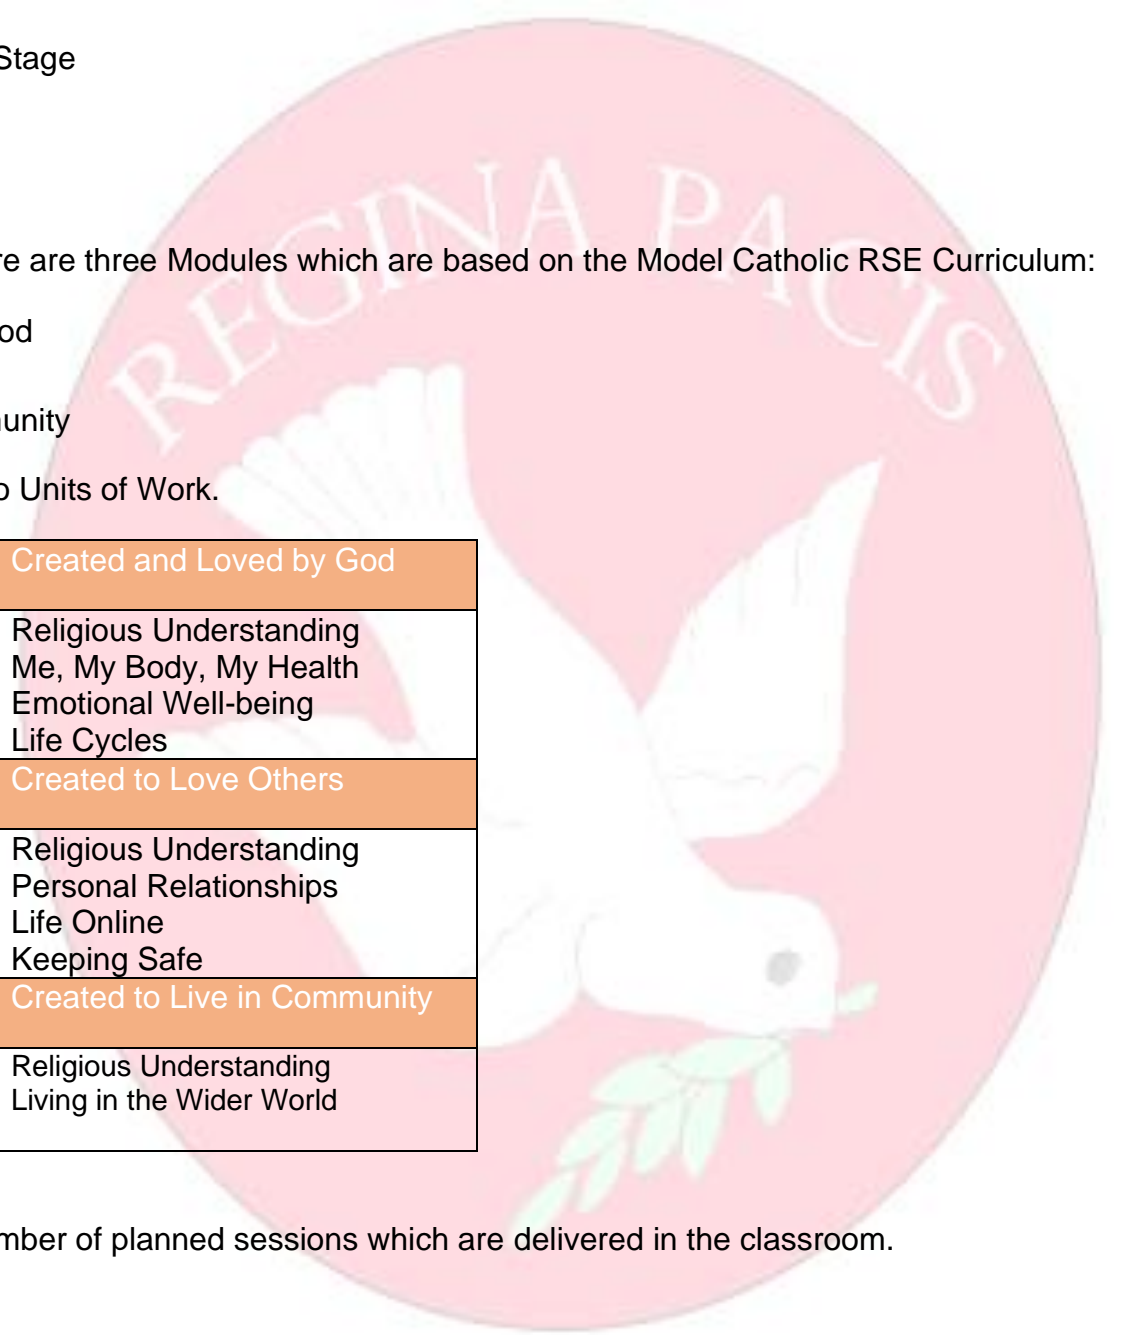 Stage
REGINA PACIS
re are three Modules which are based on the Model Catholic RSE Curriculum:
od
unity
o Units of Work.
Created and Loved by God
Religious Understanding
Me, My Body, My Health
Emotional Well-being
Life Cycles
Created to Love Others
Religious Understanding
Personal Relationships
Life Online
Keeping Safe
Created to Live in Community
Religious Understanding
Living in the Wider World
mber of planned sessions which are delivered in the classroom.